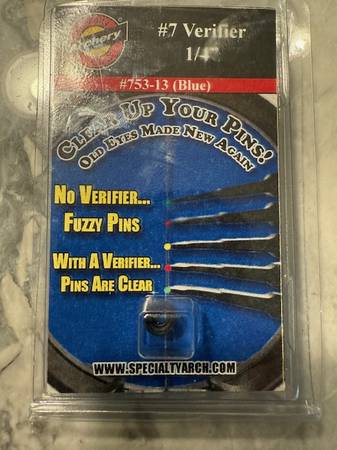 Archery
#7 Verifier
1/4"
#753-13 (Blue)
Clear Up Your Pins!
Old Eyes Made New Again
No Verifier...
Fuzzy Pins
With A Verifier...
Pins Are Clear
www.specialtyarch.com